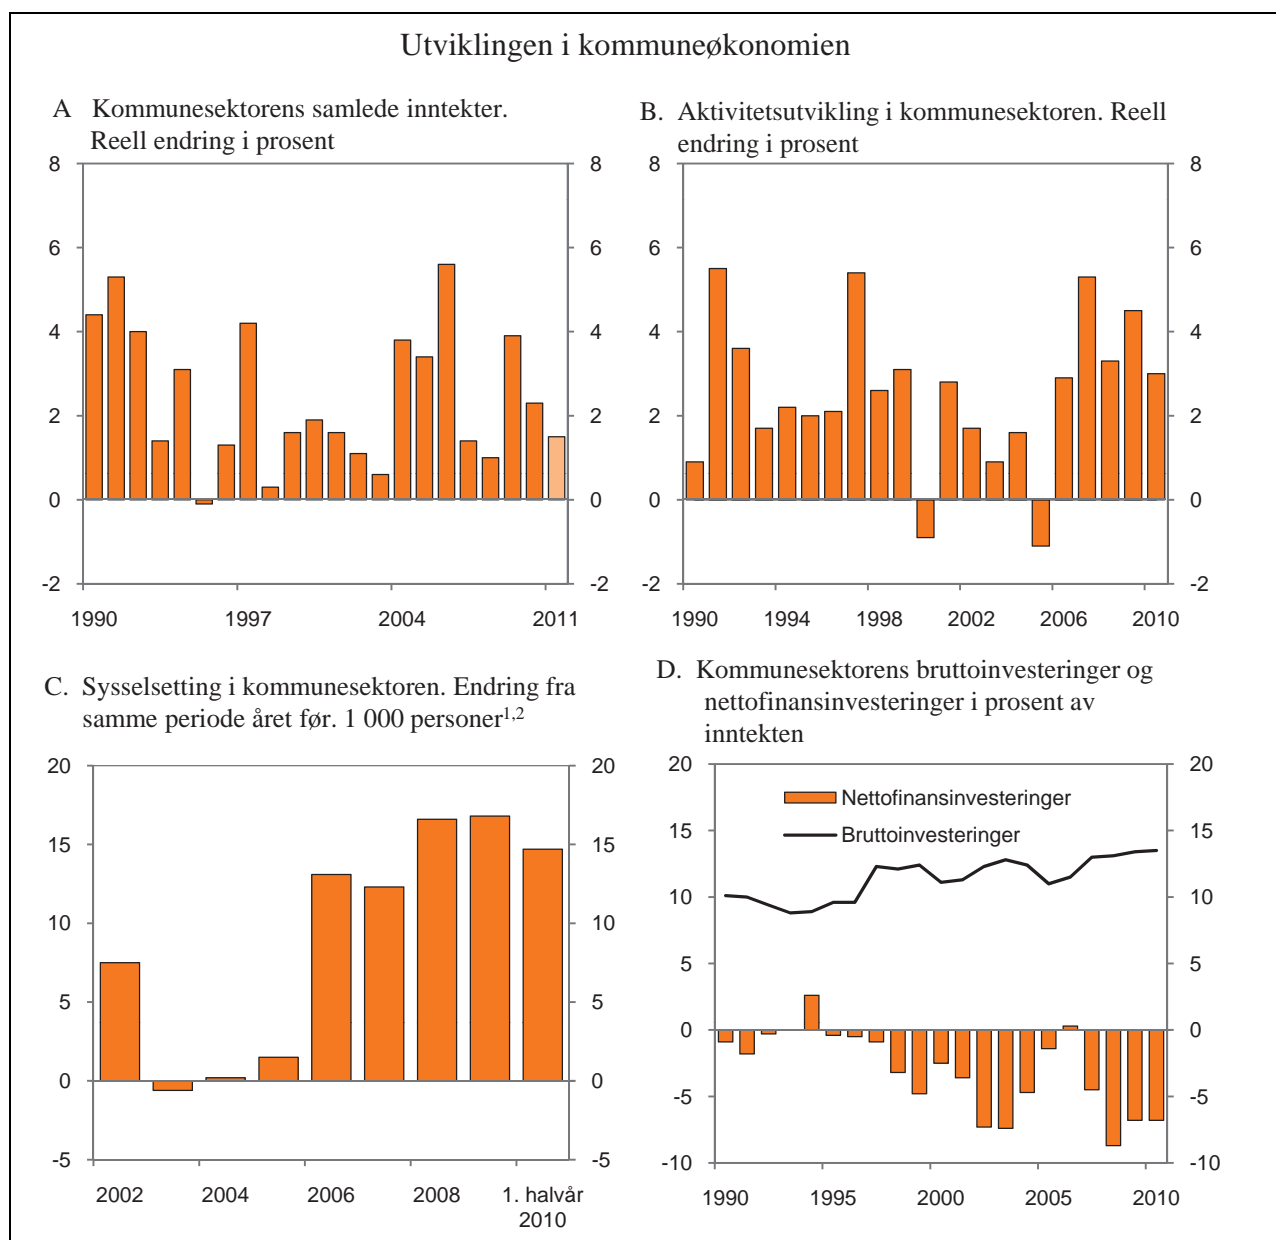 Utviklingen i kommuneøkonomien
A Kommunesektorens samlede inntekter.
Reell endring i prosent
8 8
6 6
4 4
2 2
0 0
-2 -2
1990 1997 2004 2011
B. Aktivitetsutvikling i kommunesektoren. Reell
endring i prosent
8 8
6 6
4 4
2 2
0 0
-2 -2
1990 1994 1998 2002 2006 2010
C. Sysselsetting i kommunesektoren. Endring fra
samme periode året før. 1 000 personer1,2
20 20
15 15
10 10
5 5
0 0
-5 -5
2002 2004 2006 2008 1. halvår
2010
D. Kommunesektorens bruttoinvesteringer og
nettofinansinvesteringer i prosent av
inntekten
20 20
Nettofinansinvesteringer
15 Bruttoinvesteringer 15
10 10
5 5
0 0
-5 -5
-10 -10
1990 1995 2000 2005 2010